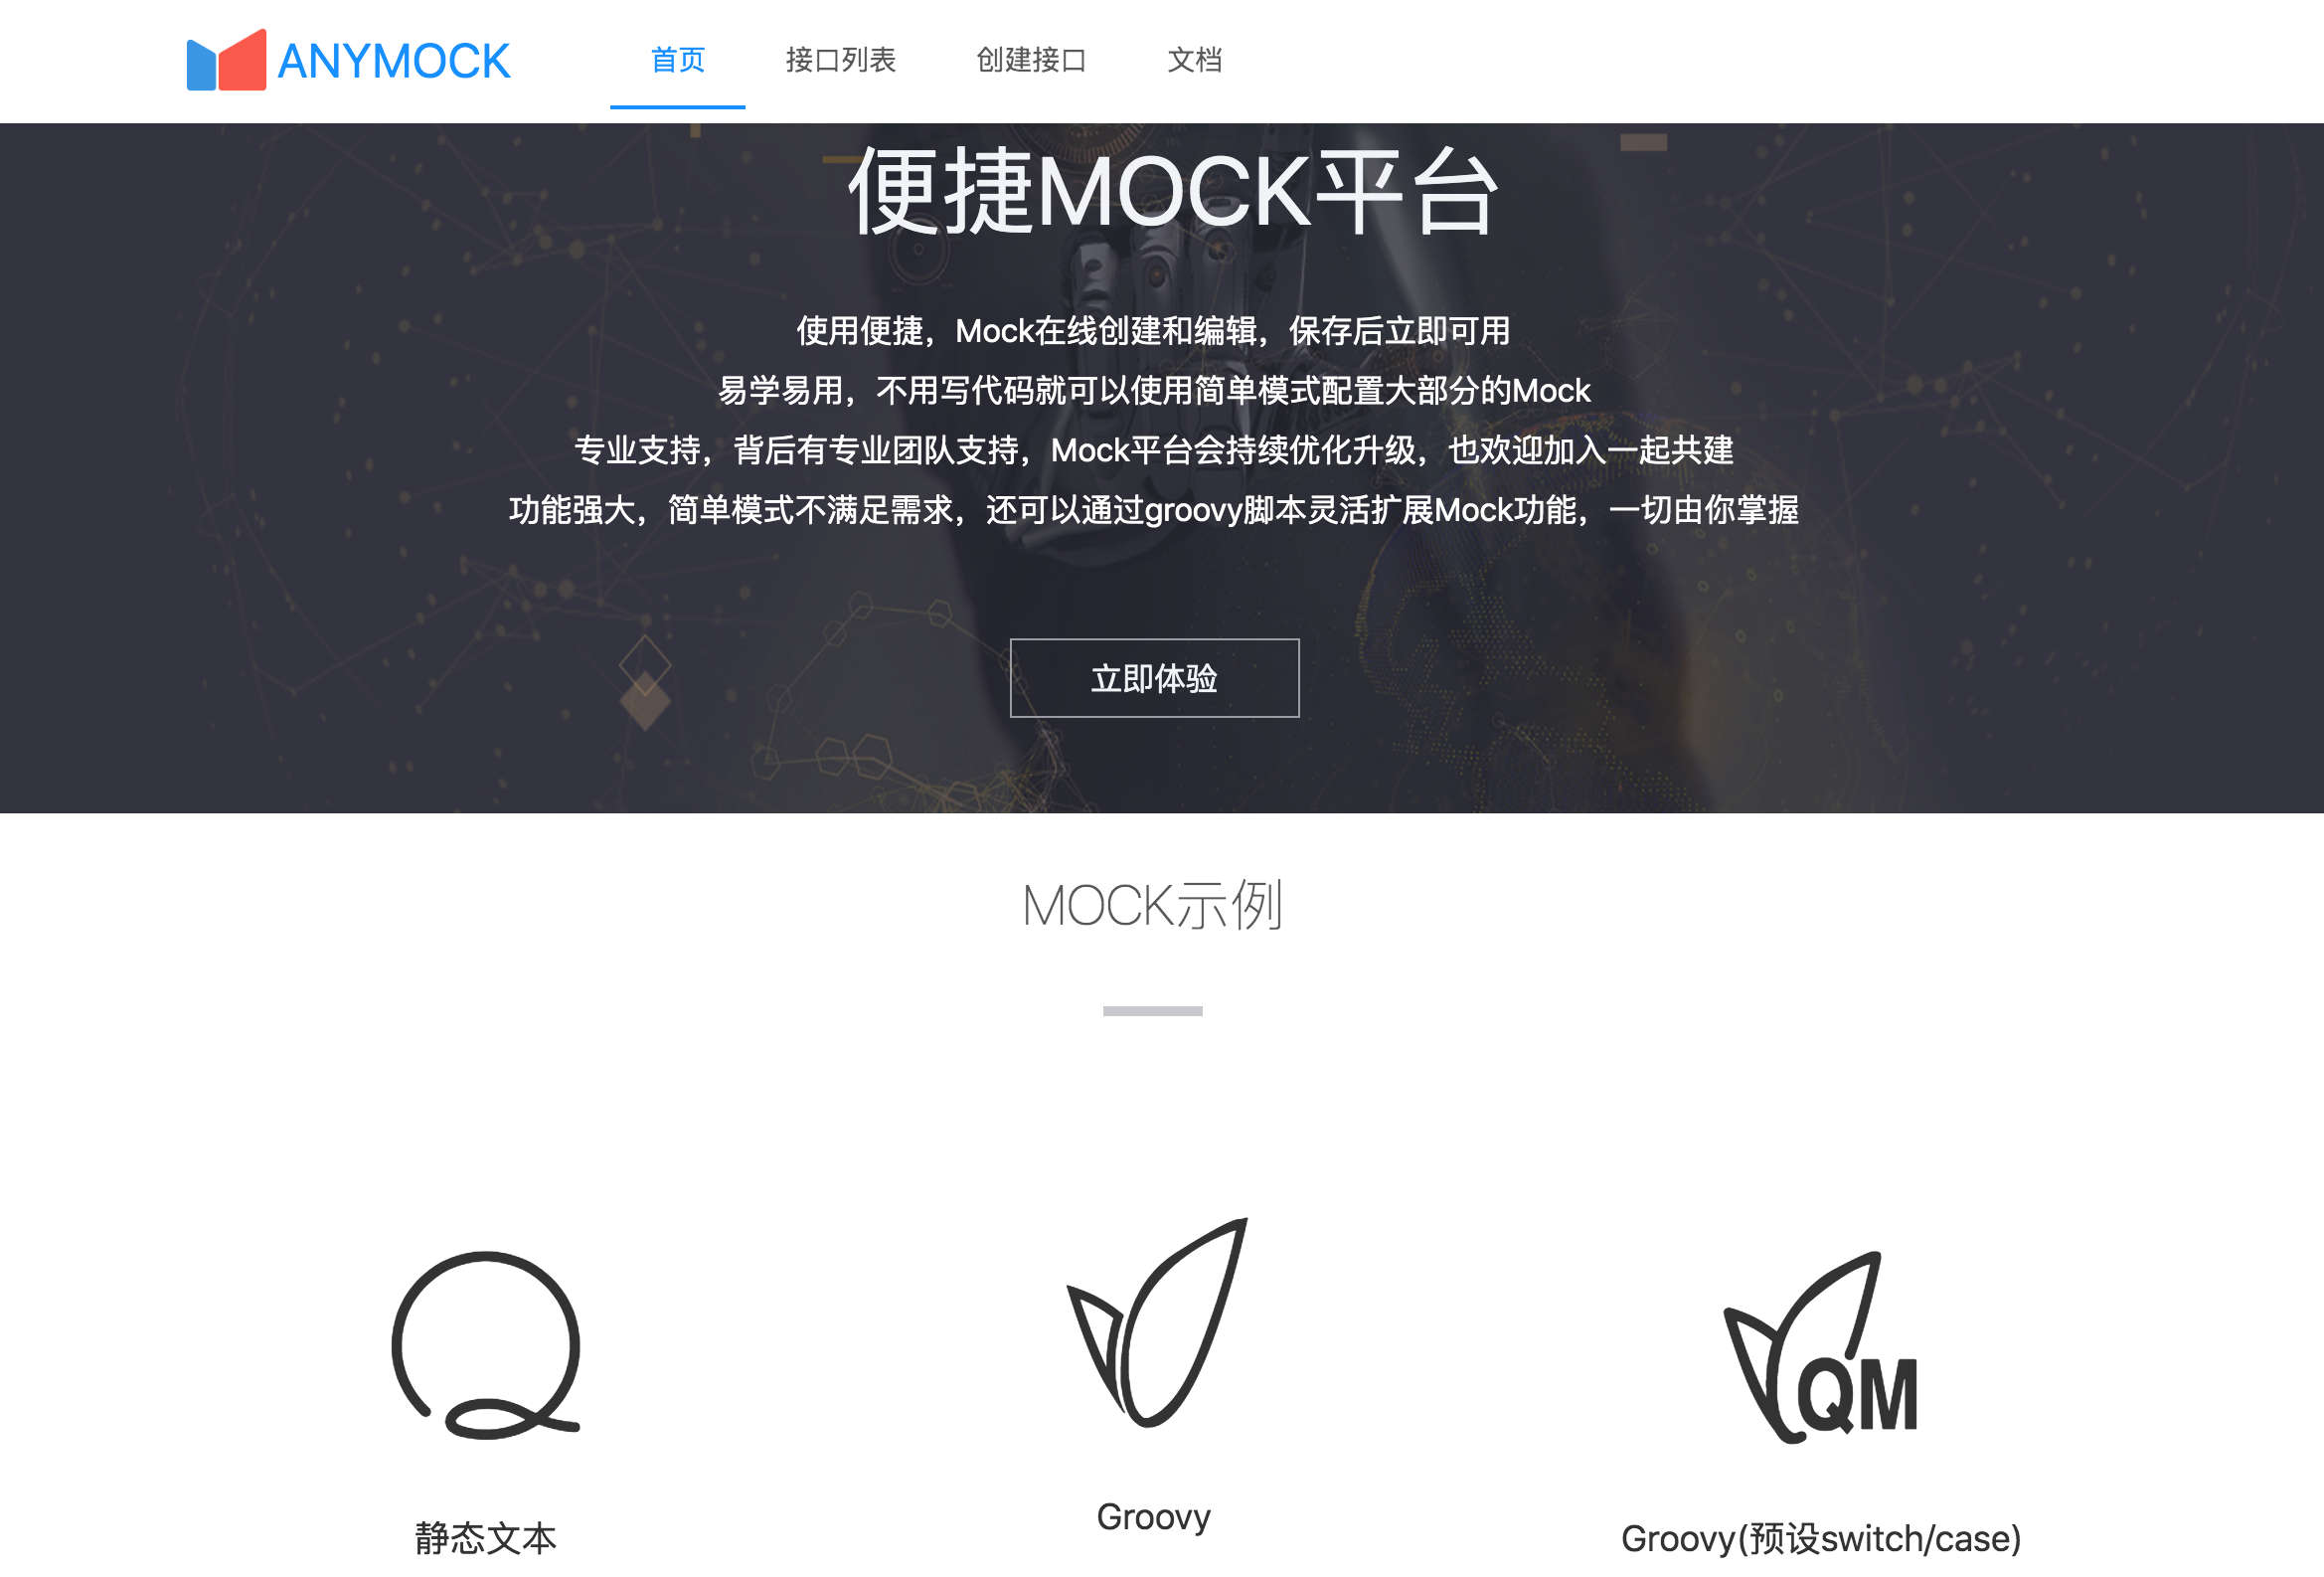 ANYMOCK
首页
接口列表
创建接口
文档
便捷MOCK平台
使用便捷，Mock在线创建和编辑，保存后立即可用
易学易用，不用写代码就可以使用简单模式配置大部分的Mock
专业支持，背后有专业团队支持，Mock平台会持续优化升级，也欢迎加入一起共建
功能强大，简单模式不满足需求，还可以通过groovy脚本灵活扩展Mock功能，一切由你掌握
立即体验
MOCK示例
QM
静态文本
Groovy
Groovy(预设switch/case)